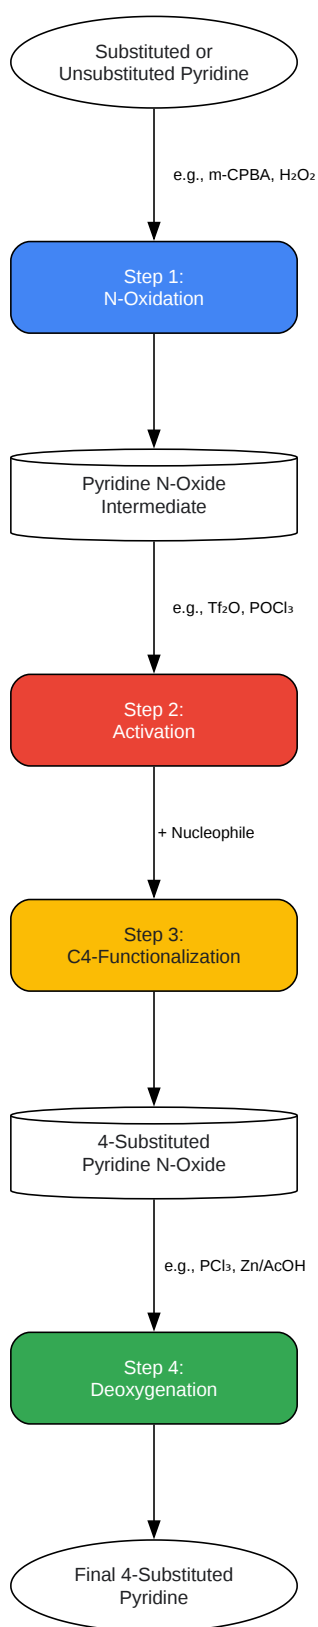 Substituted or
Unsubstituted Pyridine
e.g., m-CPBA, H₂O₂
Step 1:
N-Oxidation
Pyridine N-Oxide
Intermediate
e.g., Tf₂O, POCl₃
Step 2:
Activation
+ Nucleophile
Step 3:
C4-Functionalization
4-Substituted
Pyridine N-Oxide
e.g., PCl₃, Zn/AcOH
Step 4:
Deoxygenation
Final 4-Substituted
Pyridine